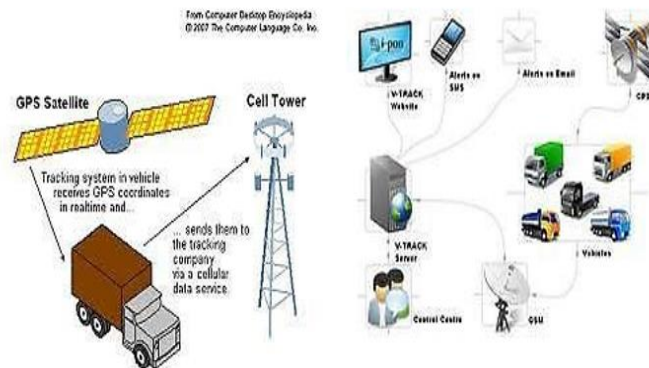 From Computer Desktop Encyclopedia
© 2007 The Computer Language Co. Inc.
GPS Satellite
Cell Tower
Tracking system in vehicle
receives GPS coordinates
in realtime and...
... sends them to
the tracking
company
via a cellular
data service.
i-pon
V-TRACK
Website
Alerts on
SMS
Alerts on Email
GPS
V-TRACK
Server
Vehicles
Control Centre
GSM